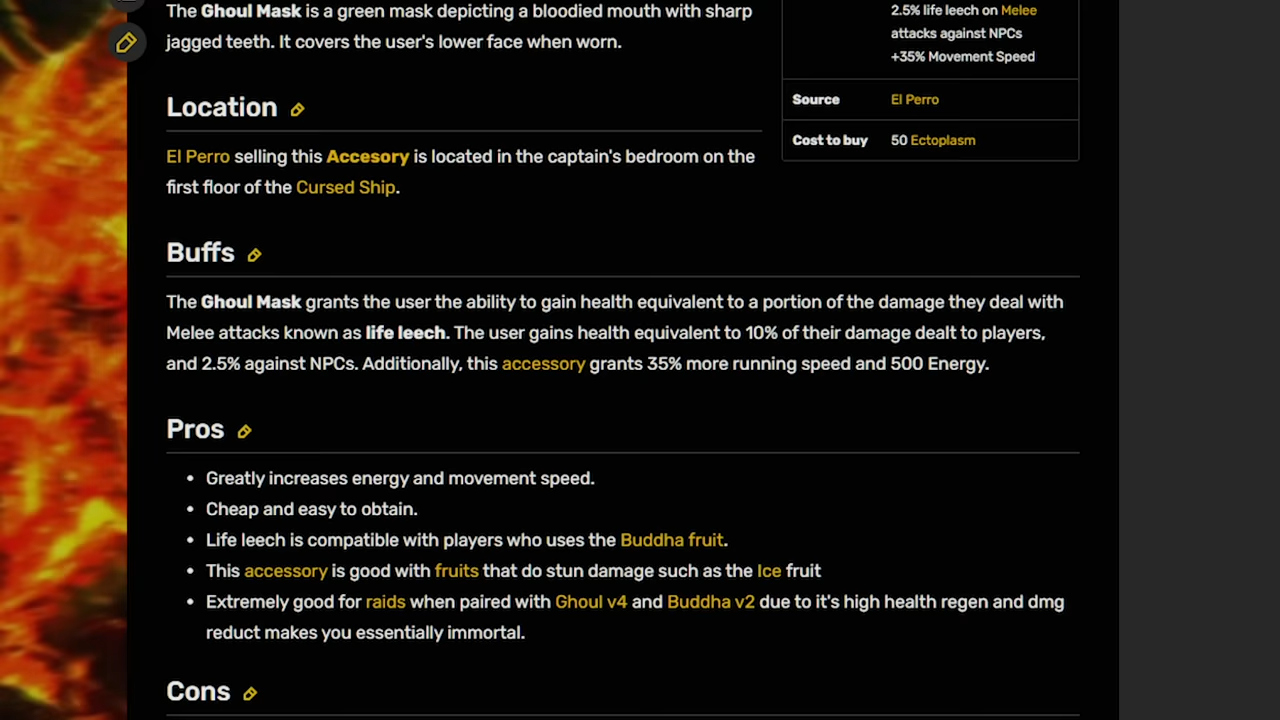 The Ghoul Mask is a green mask depicting a bloodied mouth with sharp
jagged teeth. It covers the user's lower face when worn.
2.5% life leech on Melee
attacks against NPCs
+35% Movement Speed
Source El Perro
Cost to buy 50 Ectoplasm
Location
El Perro selling this Accesory is located in the captain's bedroom on the
first floor of the Cursed Ship.
Buffs
The Ghoul Mask grants the user the ability to gain health equivalent to a portion of the damage they deal with
Melee attacks known as life leech. The user gains health equivalent to 10% of their damage dealt to players,
and 2.5% against NPCs. Additionally, this accessory grants 35% more running speed and 500 Energy.
Pros
• Greatly increases energy and movement speed.
• Cheap and easy to obtain.
• Life leech is compatible with players who uses the Buddha fruit.
• This accessory is good with fruits that do stun damage such as the Ice fruit
• Extremely good for raids when paired with Ghoul v4 and Buddha v2 due to it's high health regen and dmg
reduct makes you essentially immortal.
Cons